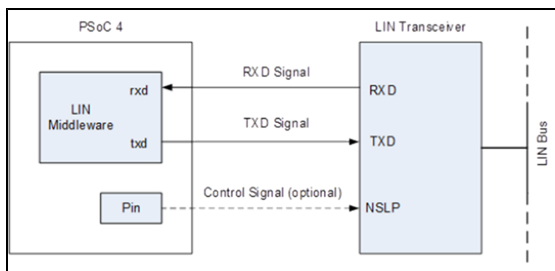 PSoC 4
LIN Transceiver
rxd
LIN
Middleware
txd
RXD Signal
TXD Signal
RXD
TXD
Pin
Control Signal (optional)
NSLP
LIN Bus